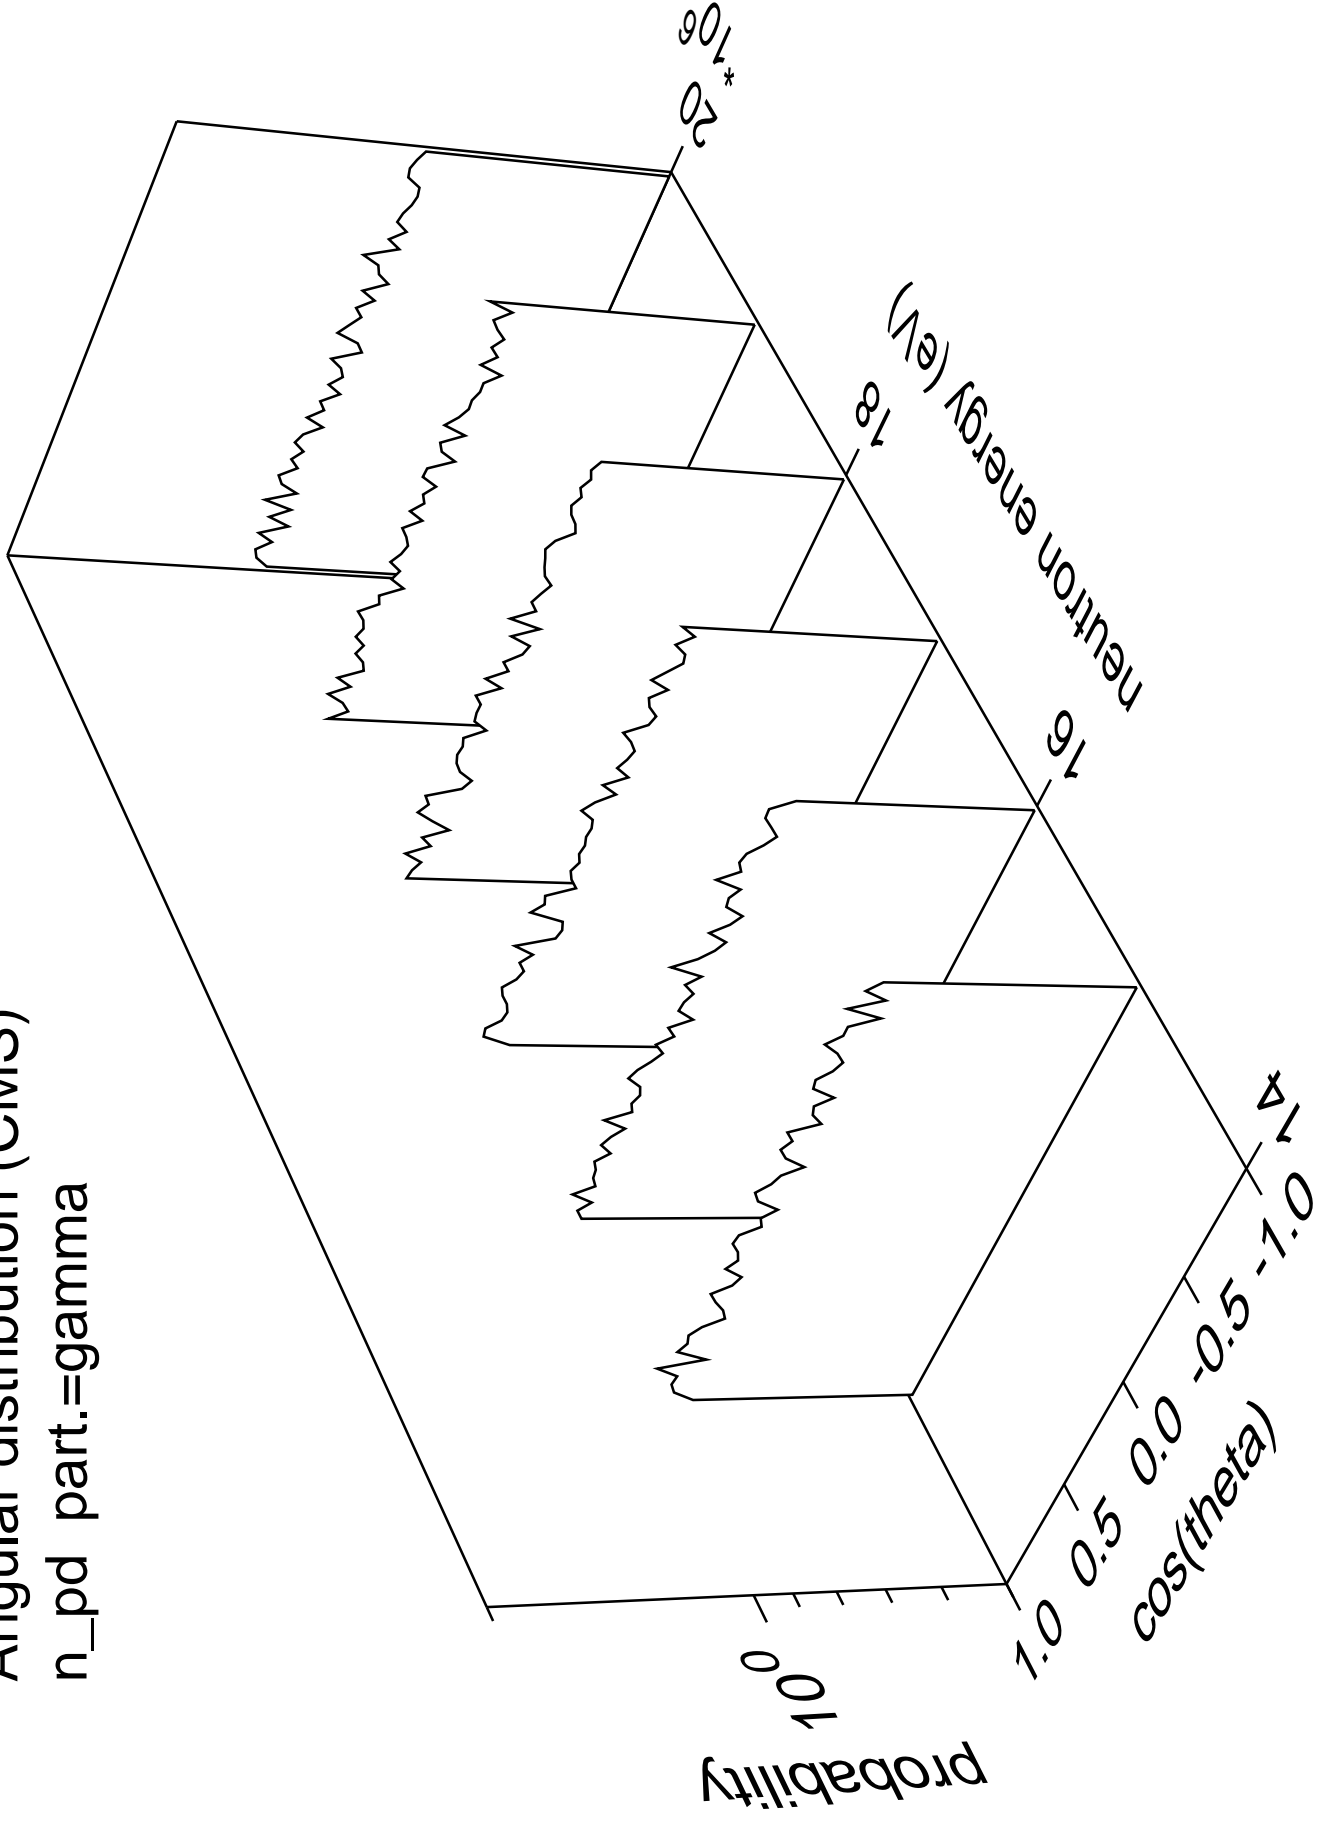 Angular distribution (CMS)
n_pd part.=gamma
probability
10^0
1.0 0.5 0.0 -0.5 -1.0
cos(theta)
14 16 18 20
*10^6
neutron energy (eV)